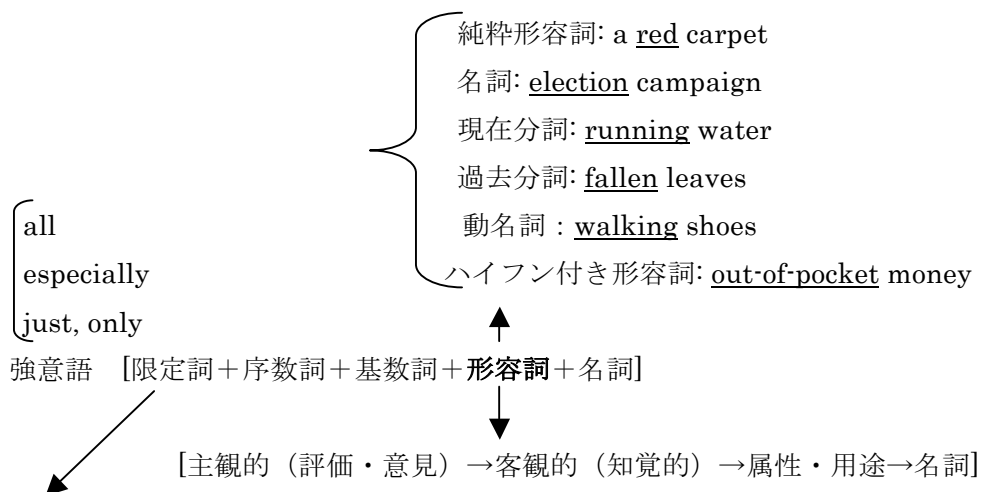 純粋形容詞: a red carpet
名詞: election campaign
現在分詞: running water
過去分詞: fallen leaves
動名詞：walking shoes
ハイフン付き形容詞: out-of-pocket money
all
especially
just, only
強意語　[限定詞＋序数詞＋基数詞＋形容詞＋名詞]
[主観的（評価・意見）→客観的（知覚的）→属性・用途→名詞]